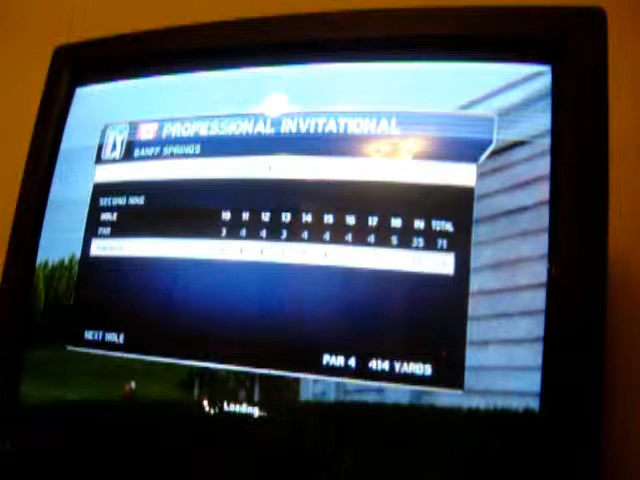 PROFESSIONAL INVITATIONAL
BANFF SPRINGS
SECOND NINE
HOLE 10 11 12 13 14 15 16 17 18 IN TOTAL
PAR 3 4 4 3 4 4 4 4 5 35 71
NEXT HOLE
PAR 4 414 YARDS
Loading...